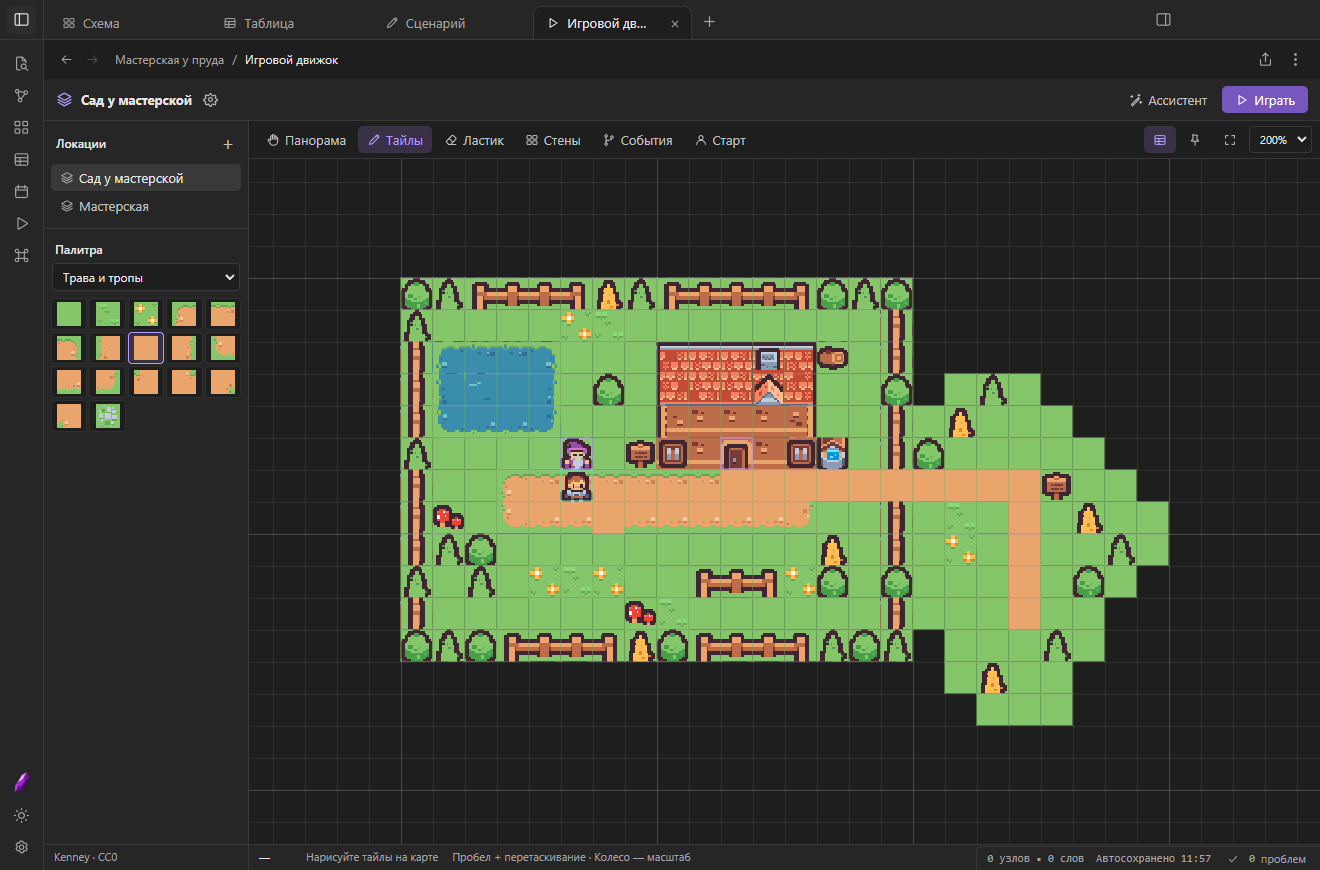 Схема
Таблица
Сценарий
Игровой дв...
Мастерская у пруда / Игровой движок
Сад у мастерской
Ассистент
Играть
Локации
Панорама
Тайлы
Ластик
Стены
События
Старт
200%
Сад у мастерской
Мастерская
Палитра
Трава и тропы
Kenney · CC0
—
Нарисуйте тайлы на карте
Пробел + перетаскивание · Колесо — масштаб
0 узлов • 0 слов
Автосохранено 11:57
0 проблем